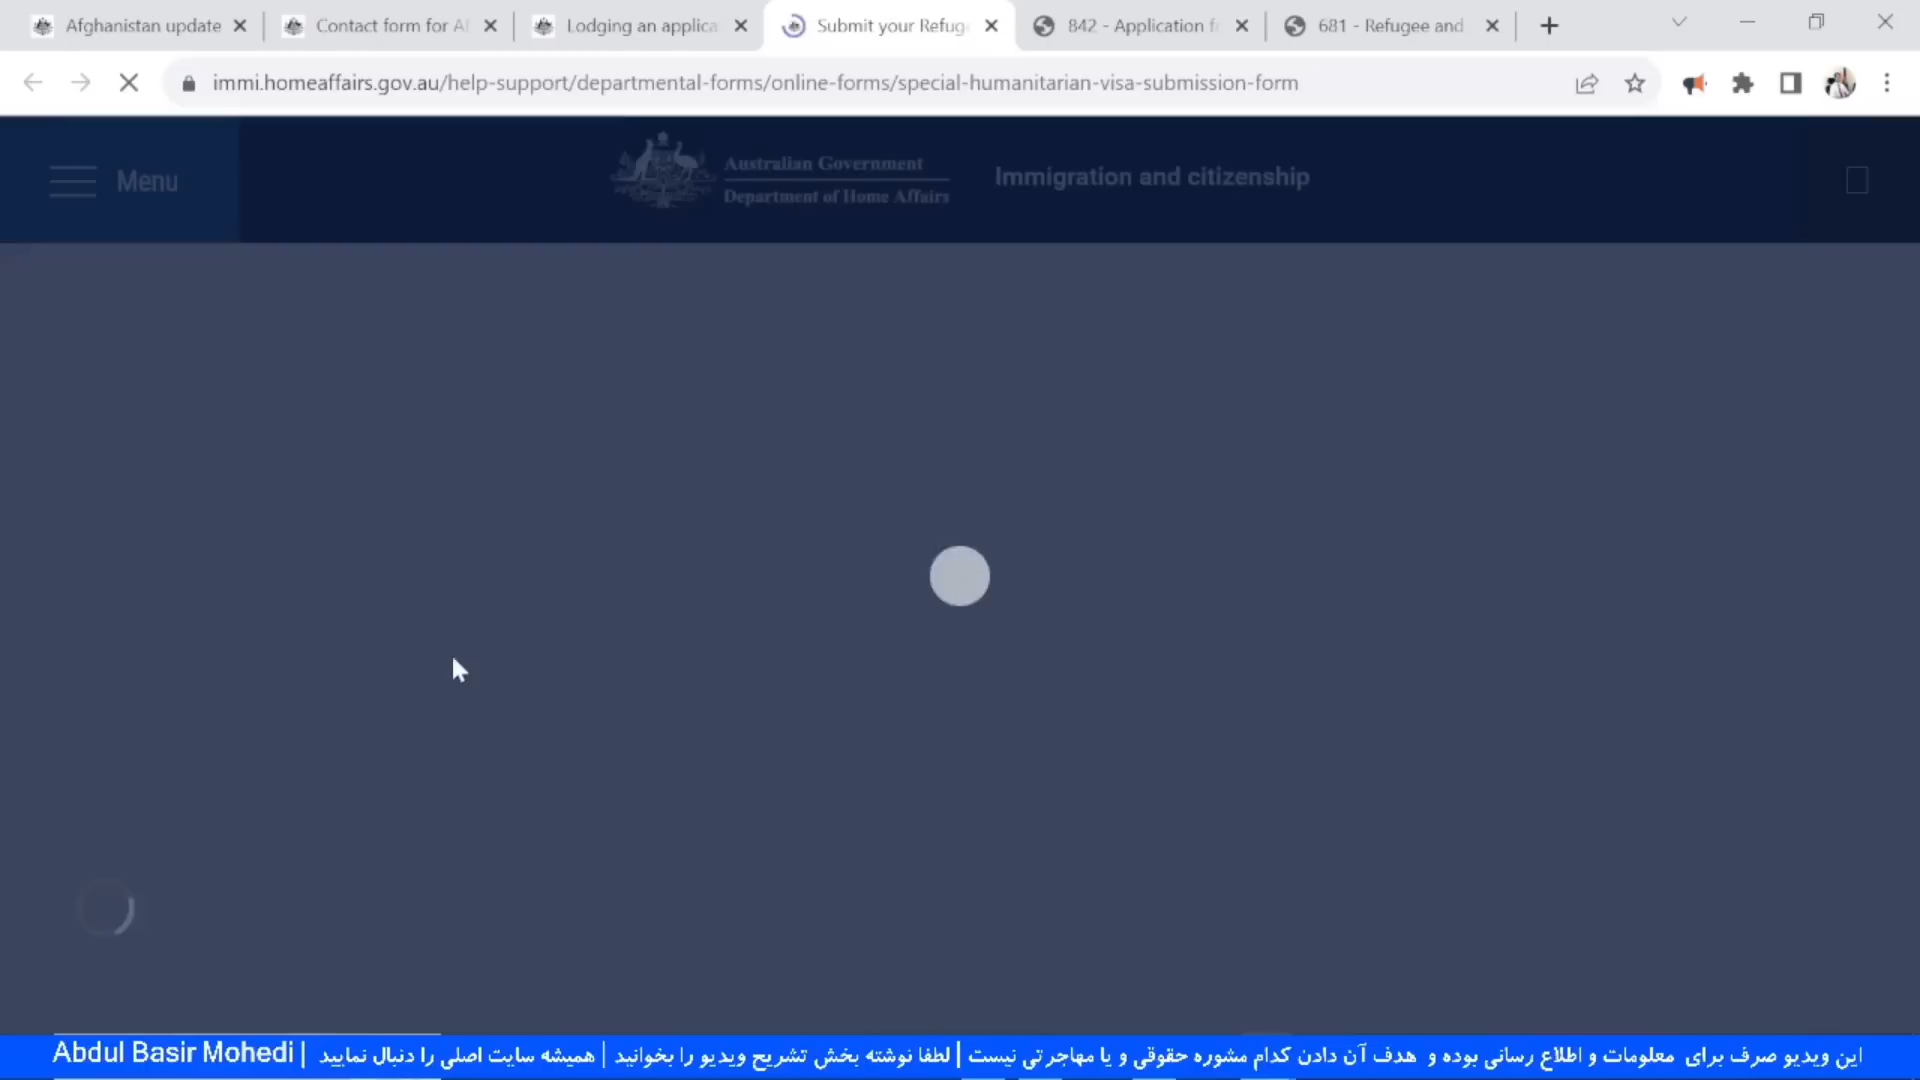 Afghanistan update
Contact form for Af
Lodging an applica
Submit your Refug
842 - Application f
681 - Refugee and
immi.homeaffairs.gov.au/help-support/departmental-forms/online-forms/special-humanitarian-visa-submission-form
Menu
Australian Government
Department of Home Affairs
Immigration and citizenship
Abdul Basir Mohedi | این ویدیو صرف برای معلومات و اطلاع رسانی بوده و هدف آن دادن کدام مشوره حقوقی و یا مهاجرتی نیست | لطفا نوشته بخش تشریح ویدیو را بخوانید | همیشه سایت اصلی را دنبال نمایید